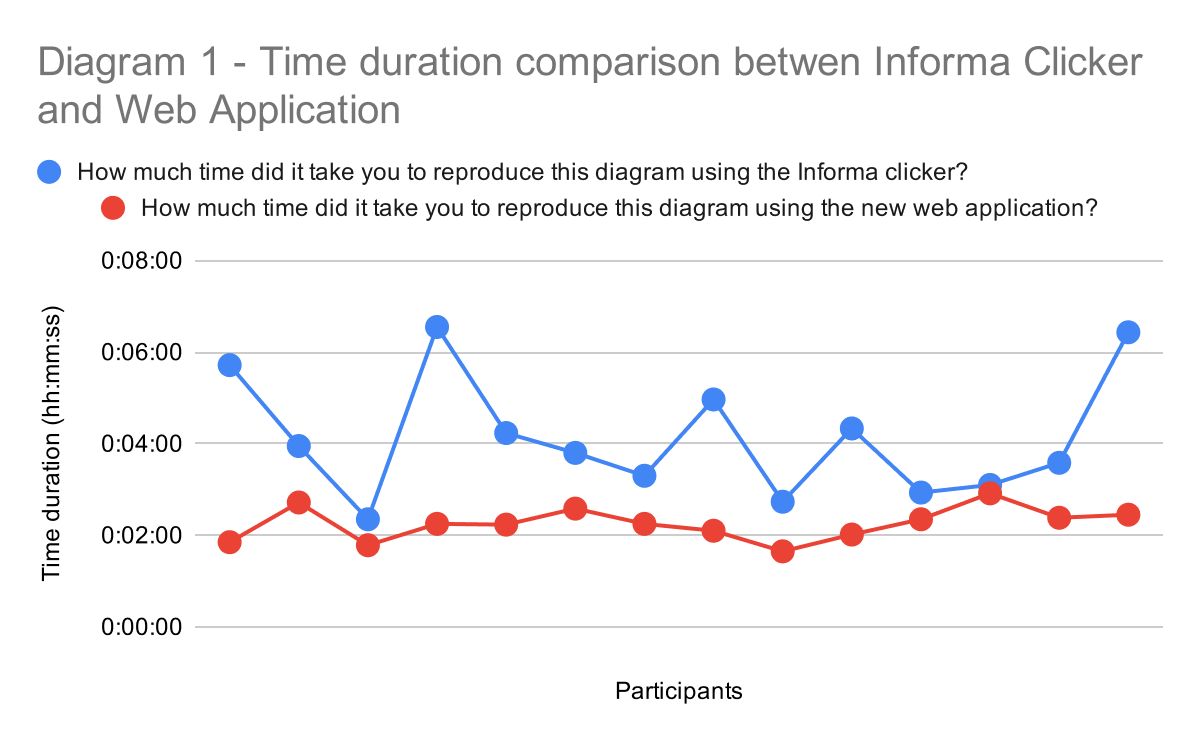 Diagram 1 - Time duration comparison betwen Informa Clicker
and Web Application
How much time did it take you to reproduce this diagram using the Informa clicker?
How much time did it take you to reproduce this diagram using the new web application?
0:08:00
0:06:00
0:04:00
0:02:00
0:00:00
Time duration (hh:mm:ss)
Participants